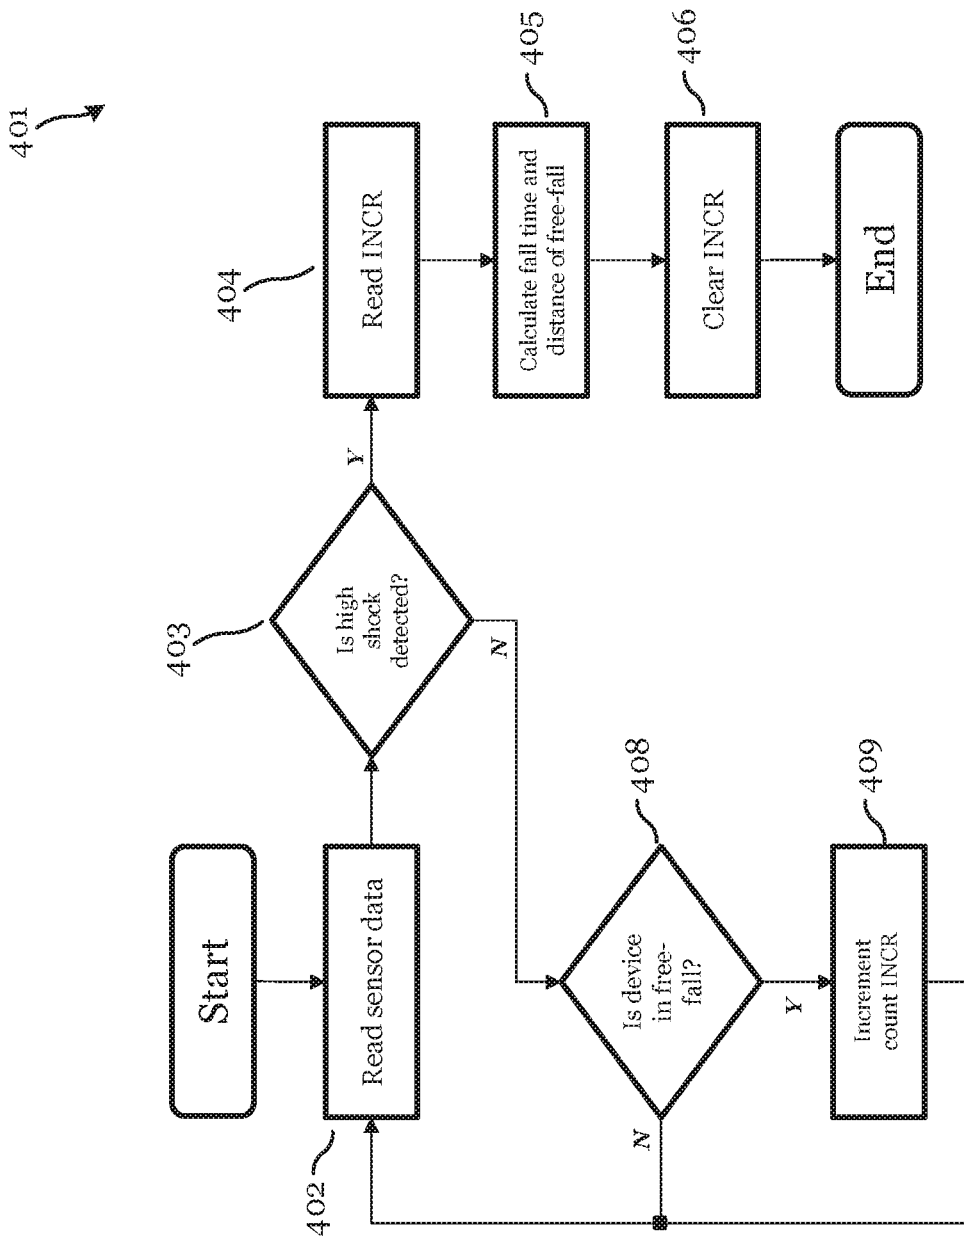 401
Start
402
Read sensor data
403
Is high
shock
detected?
Y
N
404
Read INCR
405
Calculate fall time and
distance of free-fall
406
Clear INCR
End
408
Is device
in free-
fall?
N
Y
409
Increment
count INCR